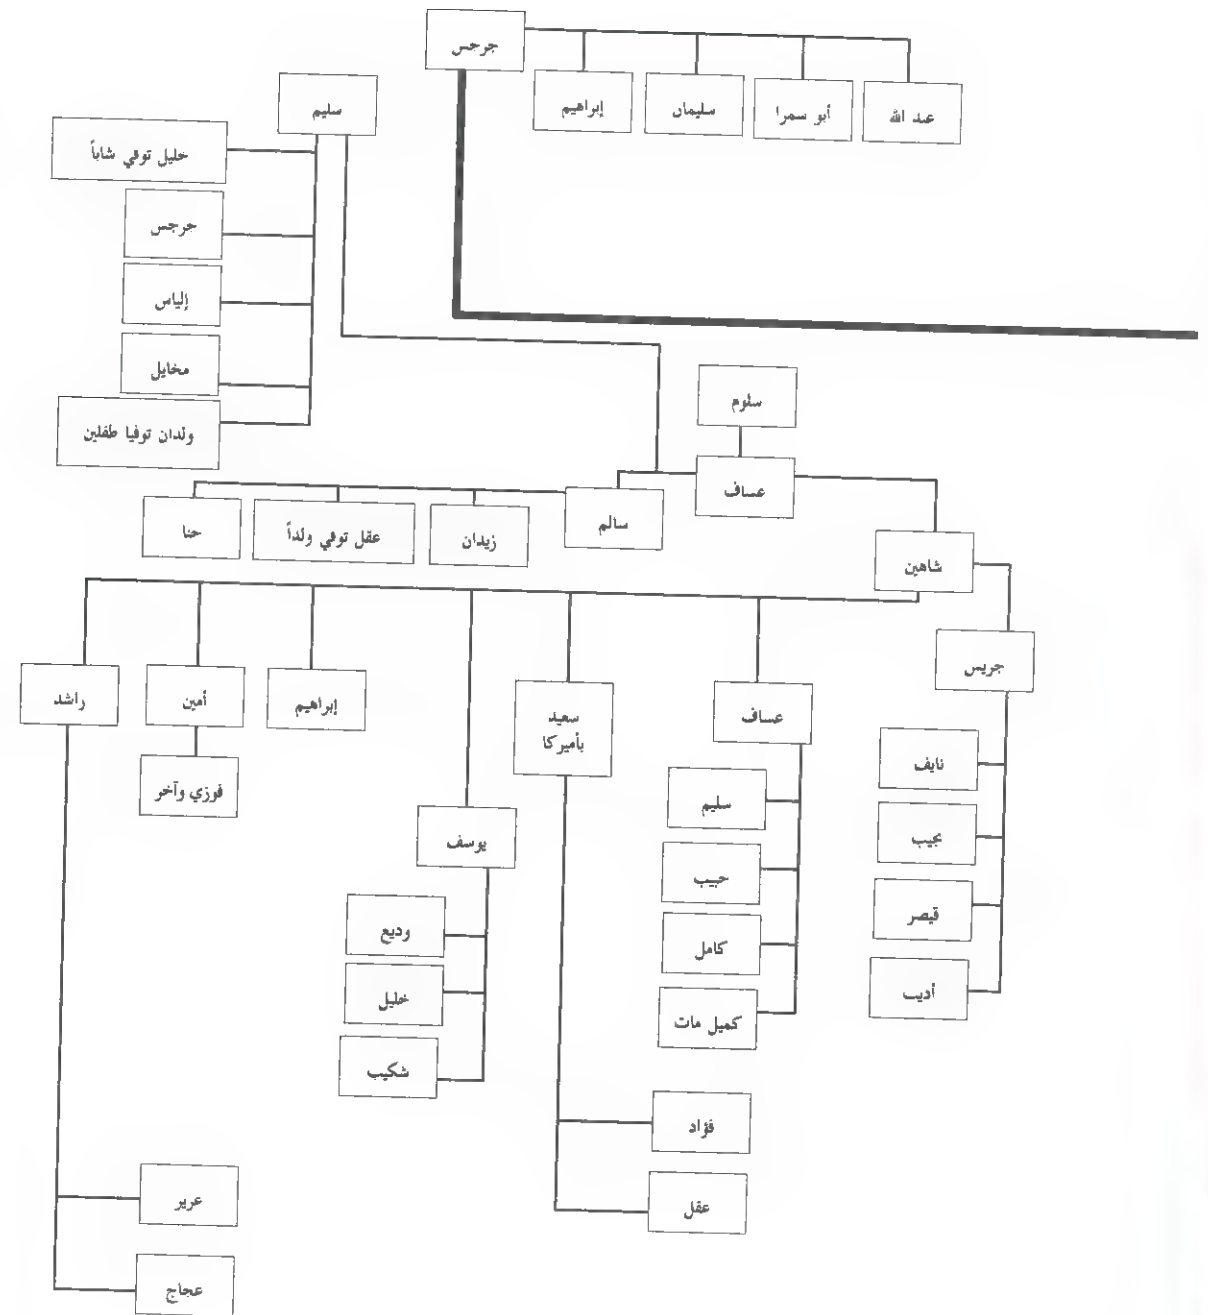 جرجس
إبراهيم
سليمان
أبو سمرا
عبد الله
سليم
خليل توفي شاباً
جرجس
إلياس
مخايل
ولدان توفيا طفلين
سلوم
عساف
سالم
زيدان
عقل توفي ولداً
حنا
شاهين
جريس
نايف
نجيب
قيصر
أديب
عساف
سليم
حبيب
كامل
كميل مات
سعيد
بأميركا
فؤاد
عقل
يوسف
وديع
خليل
شكيب
إبراهيم
أمين
فوزي وآخر
راشد
عرير
عجاج